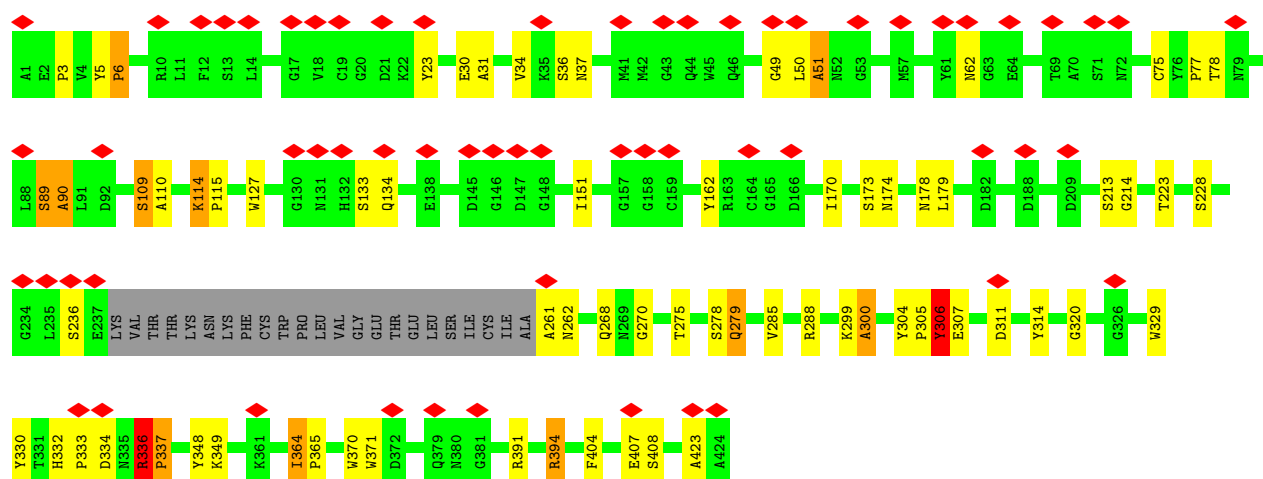 A1 E2 P3 V4 Y5 P6 R10 L11 F12 S13 L14 G17 V18 C19 G20 D21 K22 Y23 E30 A31 V34 K35 S36 N37 M41 M42 G43 Q44 W45 Q46 G49 L50 A51 N52 G53 M57 Y61 N62 G63 E64 T69 A70 S71 N72 C75 Y76 P77 T78 N79
L88 S89 A90 L91 D92 S109 A110 K114 P115 W127 G130 N131 H132 S133 Q134 E138 D145 G146 D147 G148 I151 G157 G158 C159 Y162 R163 C164 G165 D166 I170 S173 N174 N178 L179 D182 D188 D209 S213 G214 T223 S228
G234 L235 S236 E237 LYS VAL THR THR LYS ASN LYS PHE CYS TRP PRO LEU VAL GLY GLU THR GLU LEU SER ILE CYS ILE ALA A261 N262 Q268 N269 G270 T275 S278 Q279 V285 R288 K299 A300 Y304 P305 Y306 E307 D311 Y314 G320 G326 W329
Y330 T331 H332 P333 D334 N335 R336 P337 Y348 K349 K361 I364 P365 W370 W371 D372 Q379 N380 G381 R391 R394 F404 E407 S408 A423 A424